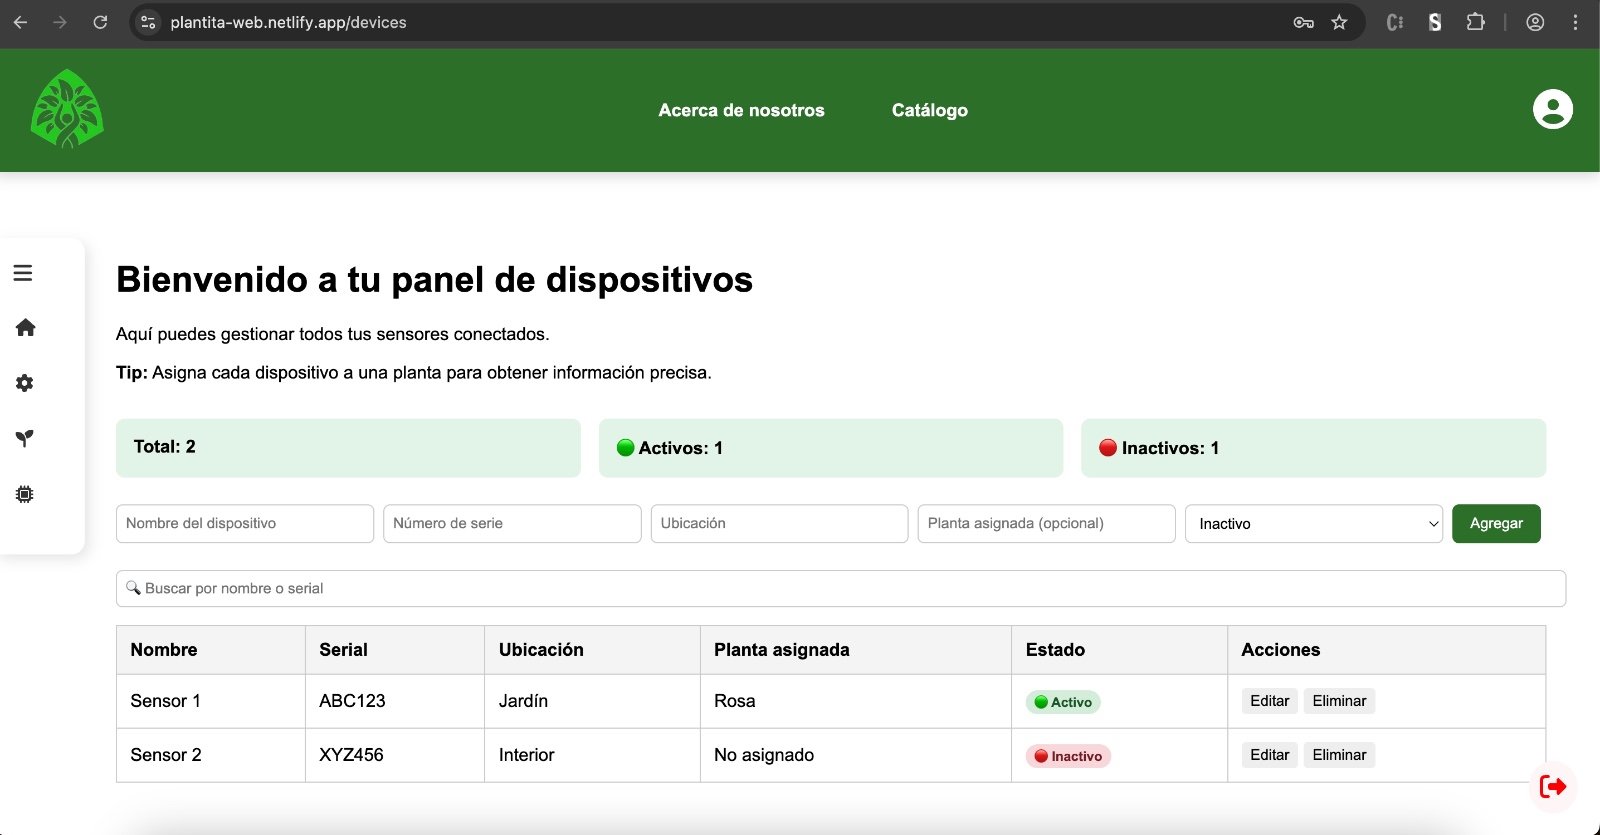 plantita-web.netlify.app/devices
Acerca de nosotros Catálogo
Bienvenido a tu panel de dispositivos
Aquí puedes gestionar todos tus sensores conectados.
Tip: Asigna cada dispositivo a una planta para obtener información precisa.
Total: 2 Activos: 1 Inactivos: 1
Nombre del dispositivo Número de serie Ubicación Planta asignada (opcional) Inactivo Agregar
Buscar por nombre o serial
Nombre Serial Ubicación Planta asignada Estado Acciones
Sensor 1 ABC123 Jardín Rosa Activo Editar Eliminar
Sensor 2 XYZ456 Interior No asignado Inactivo Editar Eliminar